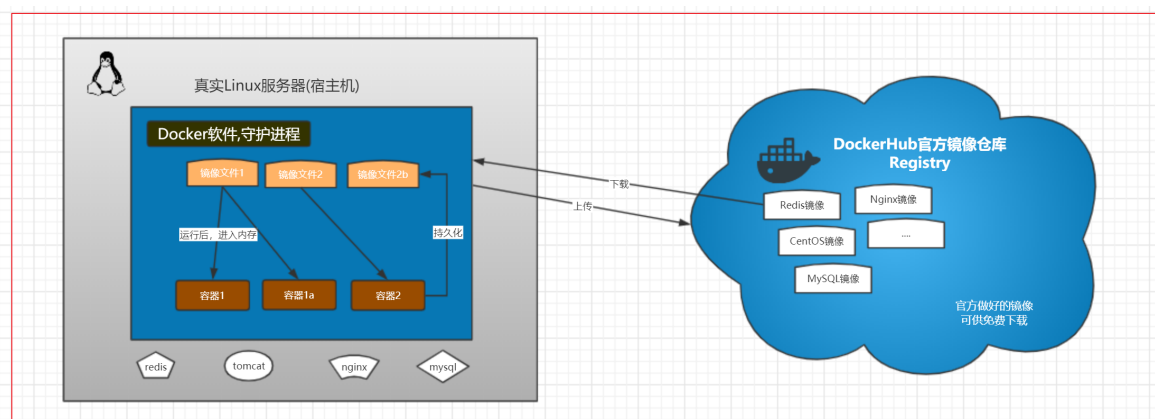 真实Linux服务器(宿主机)
Docker软件,守护进程
镜像文件1
镜像文件2
镜像文件2b
运行后，进入内存
持久化
容器1
容器1a
容器2
redis
tomcat
nginx
mysql
下载
上传
DockerHub官方镜像仓库
Registry
Redis镜像
Nginx镜像
CentOS镜像
....
MySQL镜像
官方做好的镜像
可供免费下载